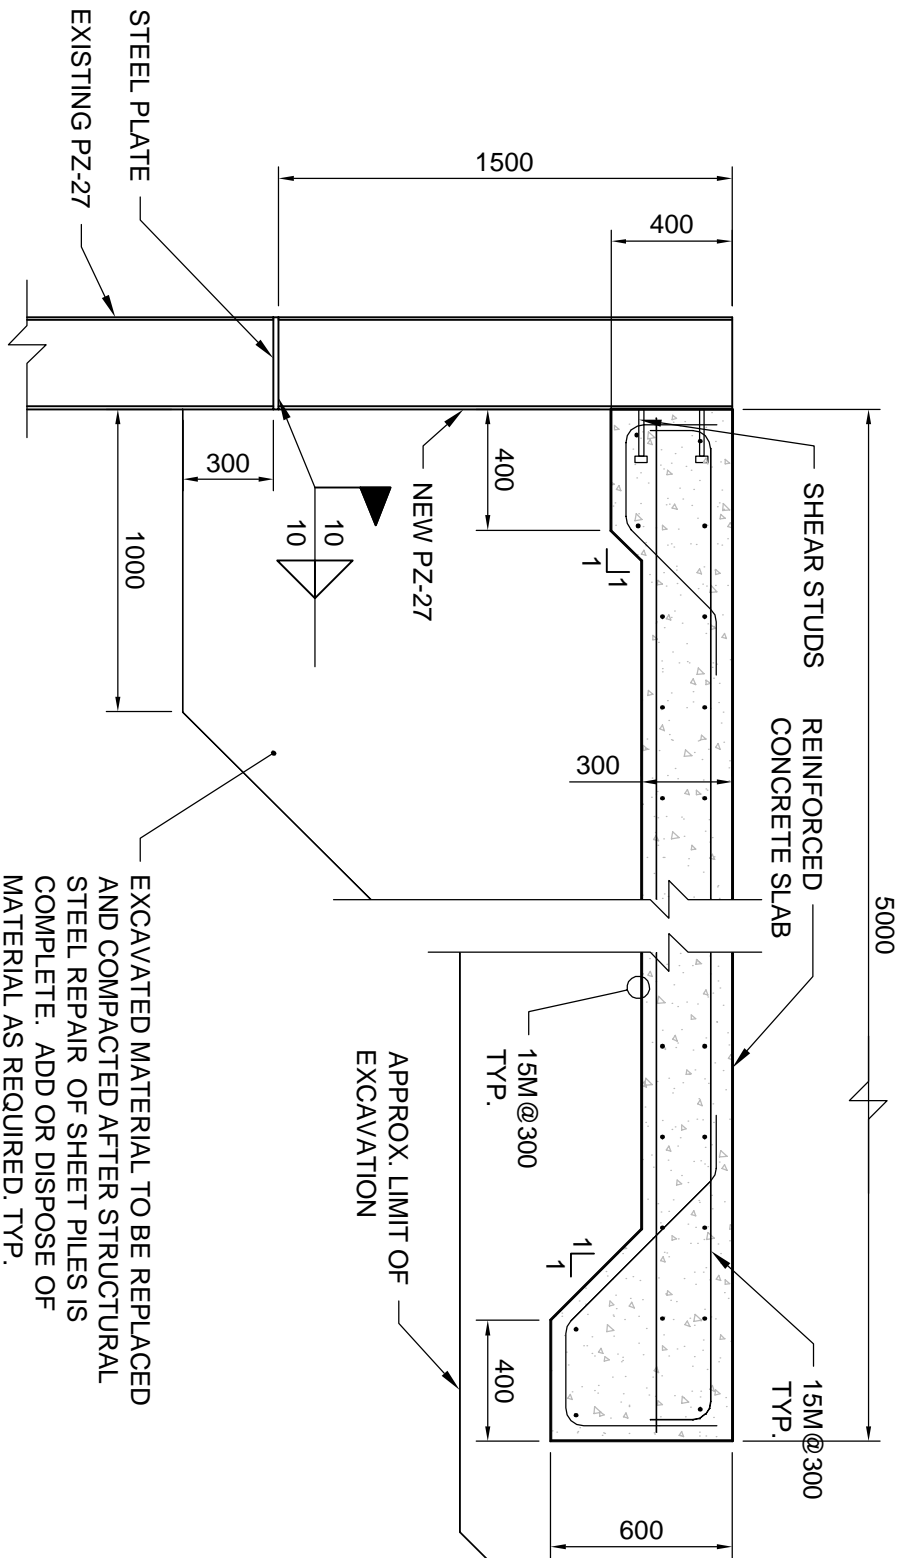 5000
REINFORCED
CONCRETE SLAB
SHEAR STUDS
15M@300
TYP.
1500
400
600
300
400
1
1
1
1
400
15M@300
TYP.
NEW PZ-27
APPROX. LIMIT OF
EXCAVATION
10
10
300
1000
STEEL PLATE
EXISTING PZ-27
EXCAVATED MATERIAL TO BE REPLACED
AND COMPACTED AFTER STRUCTURAL
STEEL REPAIR OF SHEET PILES IS
COMPLETE. ADD OR DISPOSE OF
MATERIAL AS REQUIRED. TYP.